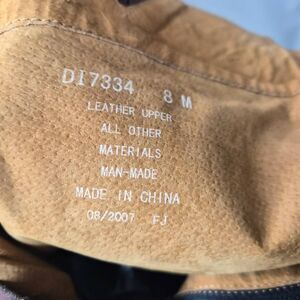 DI7334 8 M
LEATHER UPPER
ALL OTHER
MATERIALS
MAN-MADE
MADE IN CHINA
08/2007 FJ